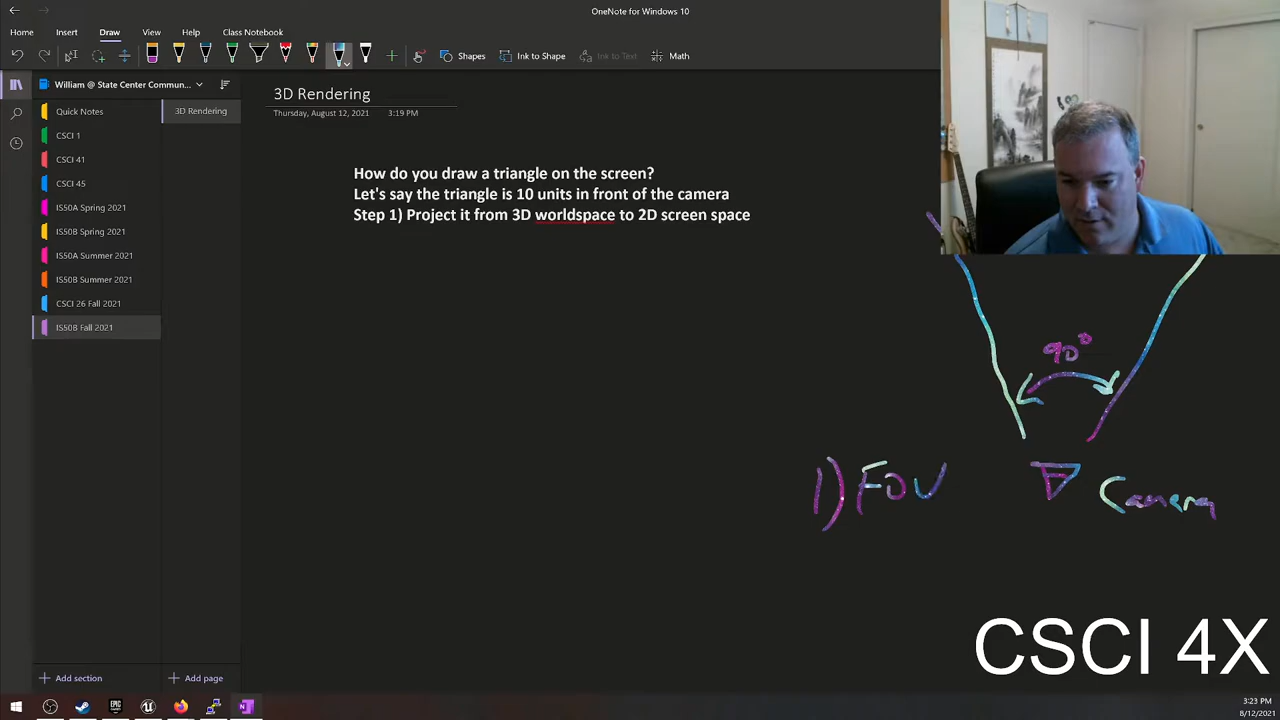 OneNote for Windows 10
Home Insert Draw View Help Class Notebook
Shapes Ink to Shape Ink to Text Math
William @ State Center Commun...
Quick Notes
CSCI 1
CSCI 41
CSCI 45
IS50A Spring 2021
IS50B Spring 2021
IS50A Summer 2021
IS50B Summer 2021
CSCI 26 Fall 2021
IS50B Fall 2021
Add section
3D Rendering
Add page
3D Rendering
Thursday, August 12, 2021 3:19 PM
How do you draw a triangle on the screen?
Let's say the triangle is 10 units in front of the camera
Step 1) Project it from 3D worldspace to 2D screen space
90°
1) FOV
Camera
CSCI 4X
EPIC
3:23 PM
8/12/2021